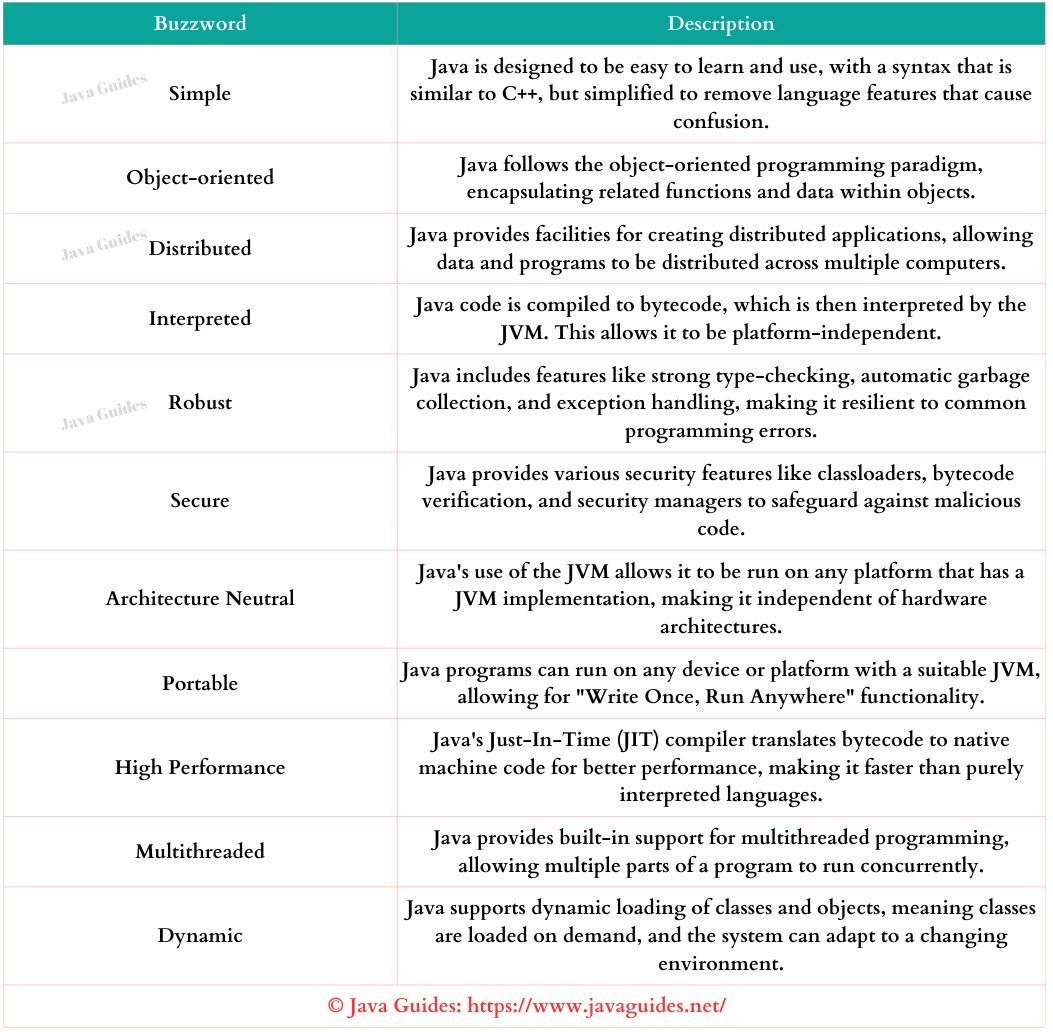 Buzzword
Description
Java Guides
Simple
Java is designed to be easy to learn and use, with a syntax that is
similar to C++, but simplified to remove language features that cause
confusion.
Object-oriented
Java follows the object-oriented programming paradigm,
encapsulating related functions and data within objects.
Java Guides
Distributed
Java provides facilities for creating distributed applications, allowing
data and programs to be distributed across multiple computers.
Interpreted
Java code is compiled to bytecode, which is then interpreted by the
JVM. This allows it to be platform-independent.
Java Guides
Robust
Java includes features like strong type-checking, automatic garbage
collection, and exception handling, making it resilient to common
programming errors.
Secure
Java provides various security features like classloaders, bytecode
verification, and security managers to safeguard against malicious
code.
Architecture Neutral
Java's use of the JVM allows it to be run on any platform that has a
JVM implementation, making it independent of hardware
architectures.
Portable
Java programs can run on any device or platform with a suitable JVM,
allowing for "Write Once, Run Anywhere" functionality.
High Performance
Java's Just-In-Time (JIT) compiler translates bytecode to native
machine code for better performance, making it faster than purely
interpreted languages.
Multithreaded
Java provides built-in support for multithreaded programming,
allowing multiple parts of a program to run concurrently.
Dynamic
Java supports dynamic loading of classes and objects, meaning classes
are loaded on demand, and the system can adapt to a changing
environment.
© Java Guides: https://www.javaguides.net/